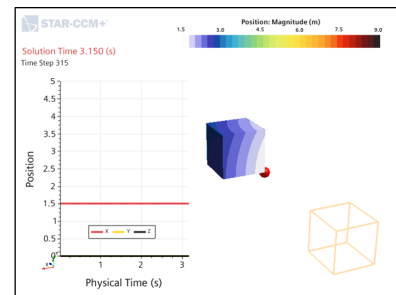 STAR-CCM+
Position: Magnitude (m)
1.5 3.0 4.5 6.0 7.5 9.0
Solution Time 3.150 (s)
Time Step 315
5
4.5
4
3.5
3
2.5
2
1.5
1
0.5
0
Position
X Y Z
1 2 3
Physical Time (s)